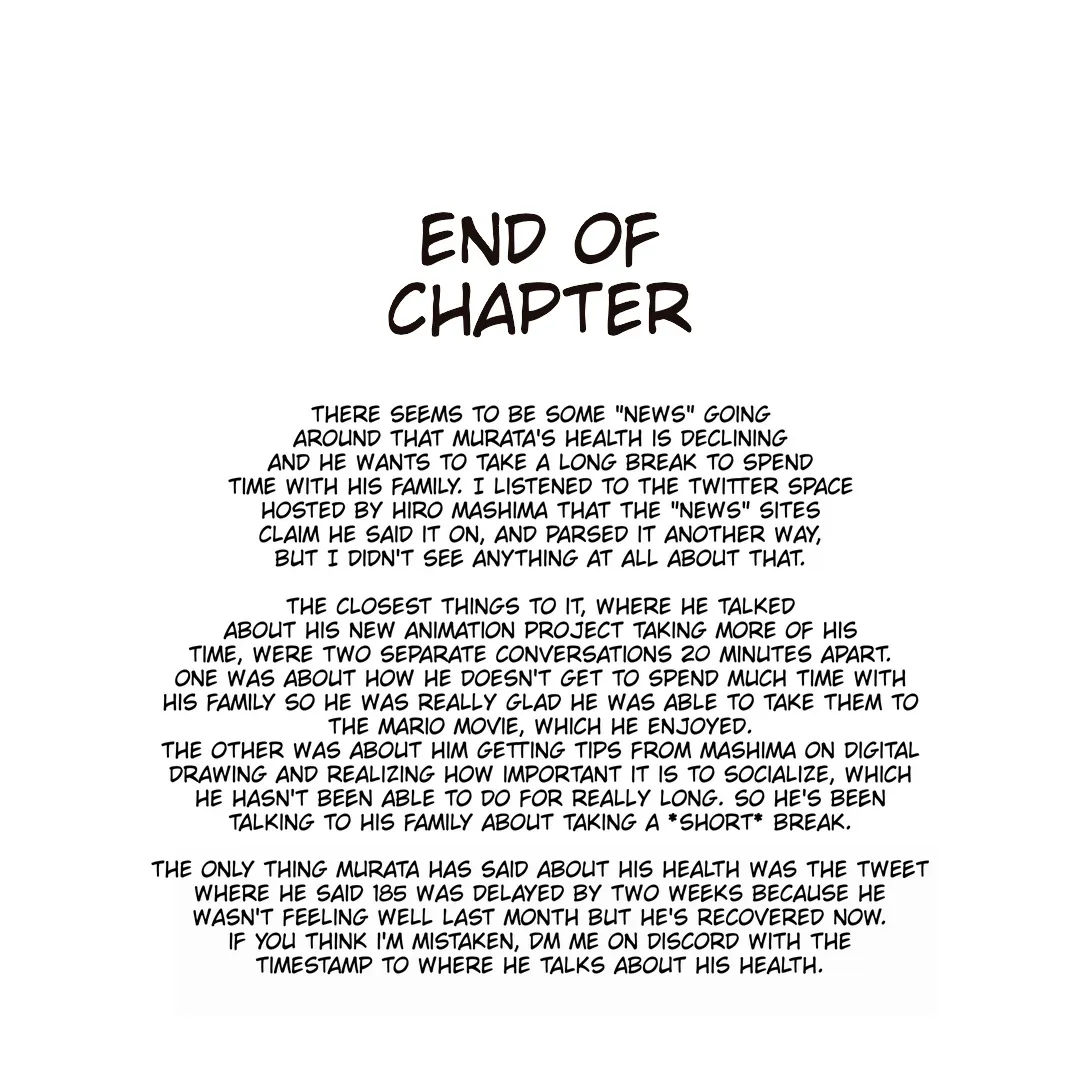 END OF
CHAPTER
THERE SEEMS TO BE SOME "NEWS" GOING
AROUND THAT MURATA'S HEALTH IS DECLINING
AND HE WANTS TO TAKE A LONG BREAK TO SPEND
TIME WITH HIS FAMILY. I LISTENED TO THE TWITTER SPACE
HOSTED BY HIRO MASHIMA THAT THE "NEWS" SITES
CLAIM HE SAID IT ON, AND PARSED IT ANOTHER WAY,
BUT I DIDN'T SEE ANYTHING AT ALL ABOUT THAT.
THE CLOSEST THINGS TO IT, WHERE HE TALKED
ABOUT HIS NEW ANIMATION PROJECT TAKING MORE OF HIS
TIME, WERE TWO SEPARATE CONVERSATIONS 20 MINUTES APART.
ONE WAS ABOUT HOW HE DOESN'T GET TO SPEND MUCH TIME WITH
HIS FAMILY SO HE WAS REALLY GLAD HE WAS ABLE TO TAKE THEM TO
THE MARIO MOVIE, WHICH HE ENJOYED.
THE OTHER WAS ABOUT HIM GETTING TIPS FROM MASHIMA ON DIGITAL
DRAWING AND REALIZING HOW IMPORTANT IT IS TO SOCIALIZE, WHICH
HE HASN'T BEEN ABLE TO DO FOR REALLY LONG. SO HE'S BEEN
TALKING TO HIS FAMILY ABOUT TAKING A *SHORT* BREAK.
THE ONLY THING MURATA HAS SAID ABOUT HIS HEALTH WAS THE TWEET
WHERE HE SAID 185 WAS DELAYED BY TWO WEEKS BECAUSE HE
WASN'T FEELING WELL LAST MONTH BUT HE'S RECOVERED NOW.
IF YOU THINK I'M MISTAKEN, DM ME ON DISCORD WITH THE
TIMESTAMP TO WHERE HE TALKS ABOUT HIS HEALTH.